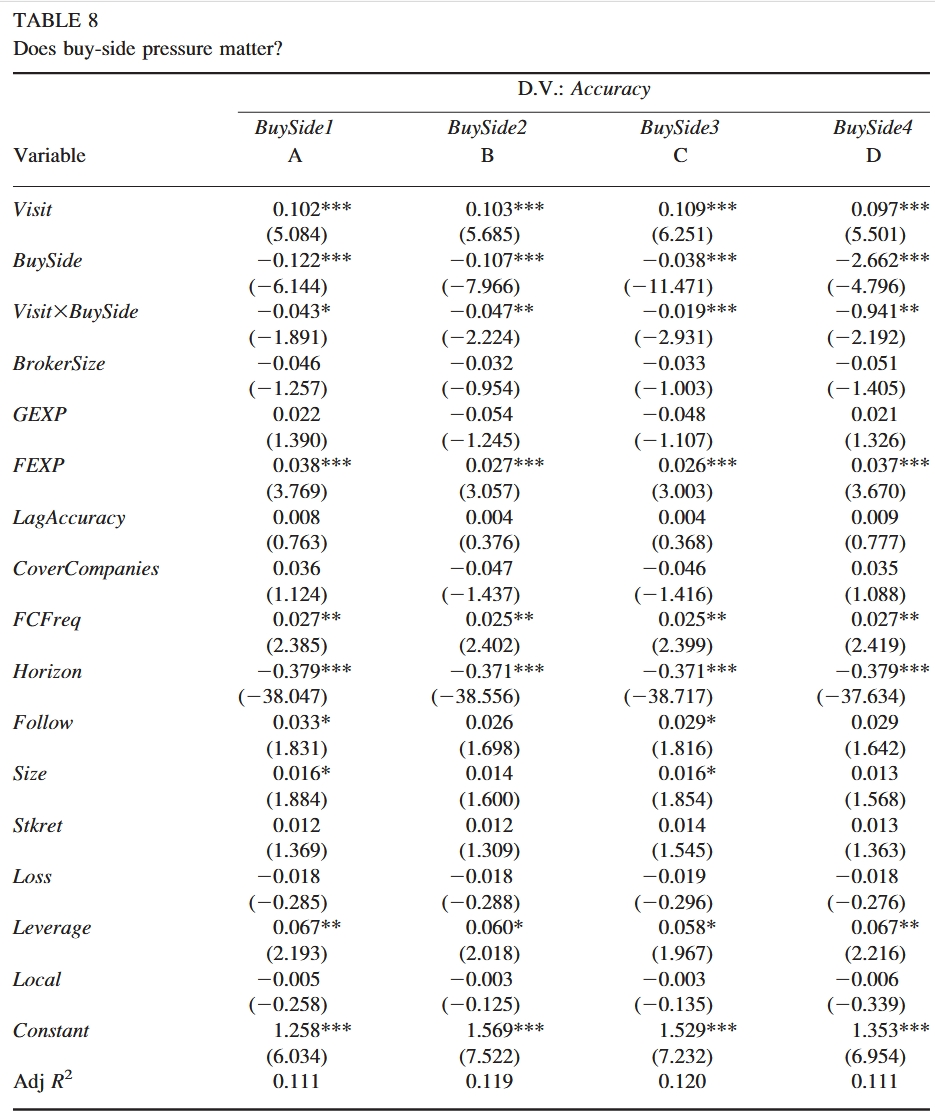 TABLE 8
Does buy-side pressure matter?
D.V.: Accuracy
BuySide1 BuySide2 BuySide3 BuySide4
Variable A B C D
Visit 0.102*** 0.103*** 0.109*** 0.097***
(5.084) (5.685) (6.251) (5.501)
BuySide −0.122*** −0.107*** −0.038*** −2.662***
(−6.144) (−7.966) (−11.471) (−4.796)
Visit×BuySide −0.043* −0.047** −0.019*** −0.941**
(−1.891) (−2.224) (−2.931) (−2.192)
BrokerSize −0.046 −0.032 −0.033 −0.051
(−1.257) (−0.954) (−1.003) (−1.405)
GEXP 0.022 −0.054 −0.048 0.021
(1.390) (−1.245) (−1.107) (1.326)
FEXP 0.038*** 0.027*** 0.026*** 0.037***
(3.769) (3.057) (3.003) (3.670)
LagAccuracy 0.008 0.004 0.004 0.009
(0.763) (0.376) (0.368) (0.777)
CoverCompanies 0.036 −0.047 −0.046 0.035
(1.124) (−1.437) (−1.416) (1.088)
FCFreq 0.027** 0.025** 0.025** 0.027**
(2.385) (2.402) (2.399) (2.419)
Horizon −0.379*** −0.371*** −0.371*** −0.379***
(−38.047) (−38.556) (−38.717) (−37.634)
Follow 0.033* 0.026 0.029* 0.029
(1.831) (1.698) (1.816) (1.642)
Size 0.016* 0.014 0.016* 0.013
(1.884) (1.600) (1.854) (1.568)
Stkret 0.012 0.012 0.014 0.013
(1.369) (1.309) (1.545) (1.363)
Loss −0.018 −0.018 −0.019 −0.018
(−0.285) (−0.288) (−0.296) (−0.276)
Leverage 0.067** 0.060* 0.058* 0.067**
(2.193) (2.018) (1.967) (2.216)
Local −0.005 −0.003 −0.003 −0.006
(−0.258) (−0.125) (−0.135) (−0.339)
Constant 1.258*** 1.569*** 1.529*** 1.353***
(6.034) (7.522) (7.232) (6.954)
Adj R² 0.111 0.119 0.120 0.111